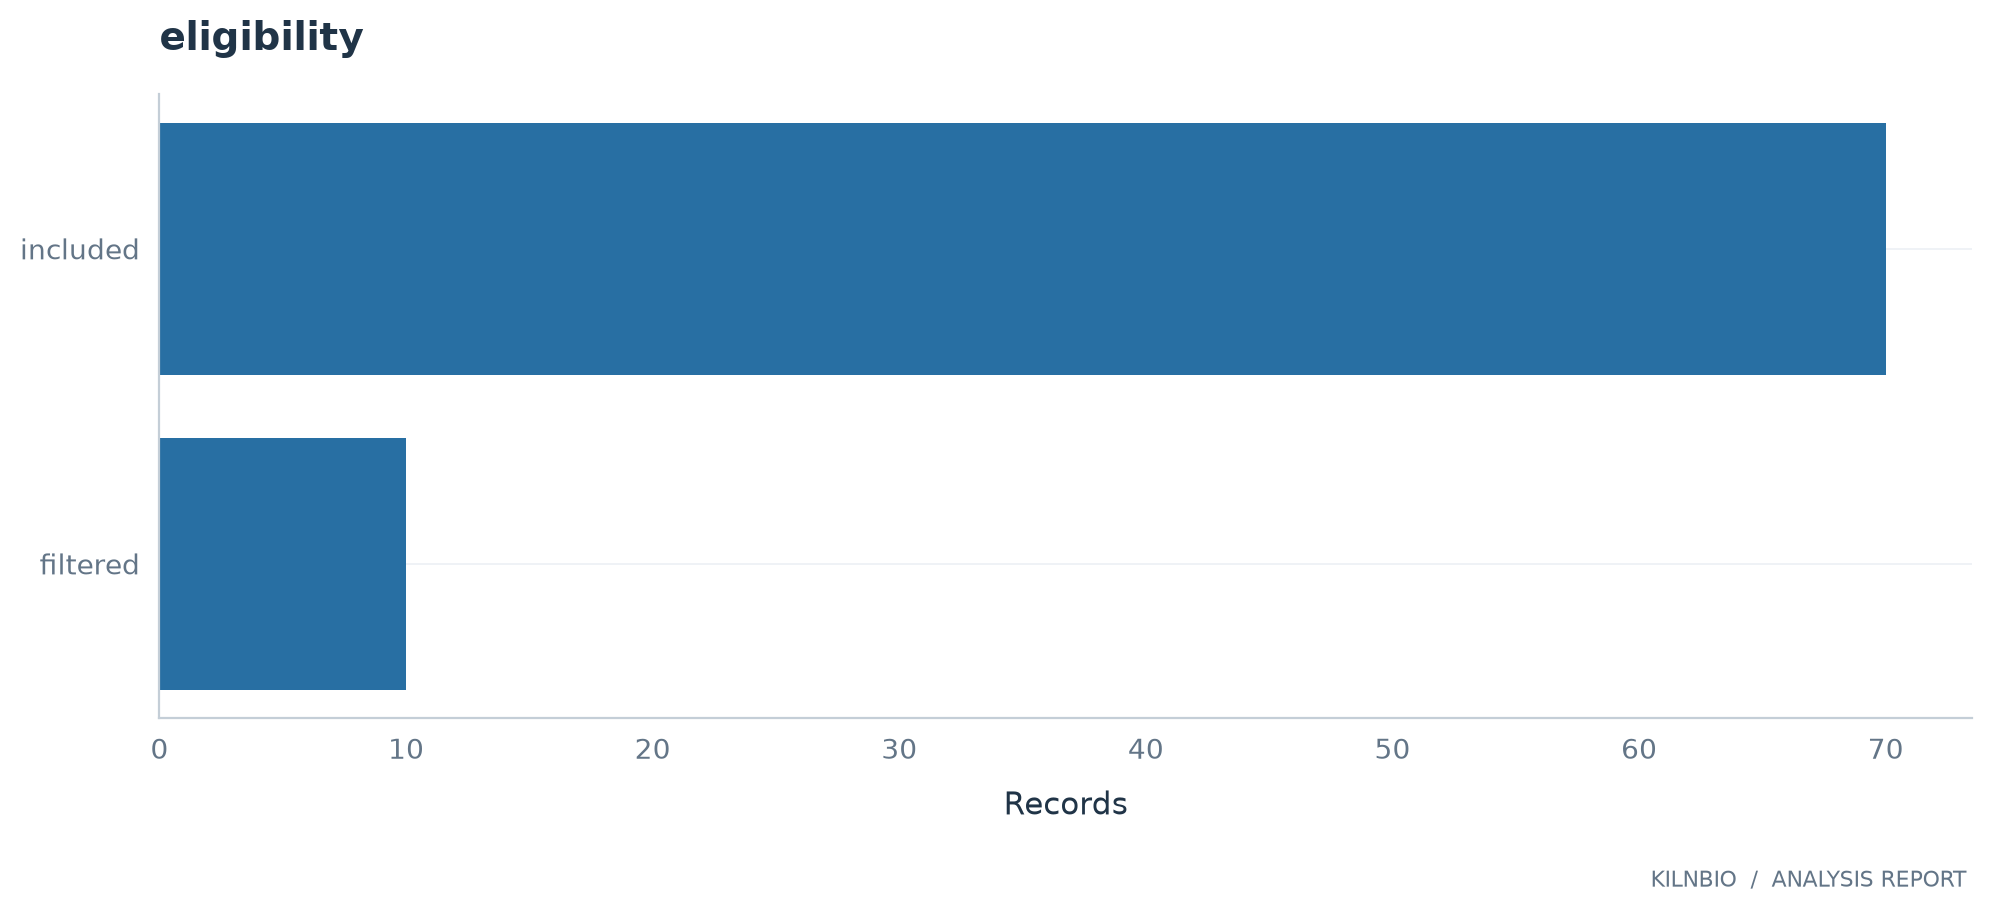 eligibility
included
filtered
0 10 20 30 40 50 60 70
Records
KILNBIO / ANALYSIS REPORT